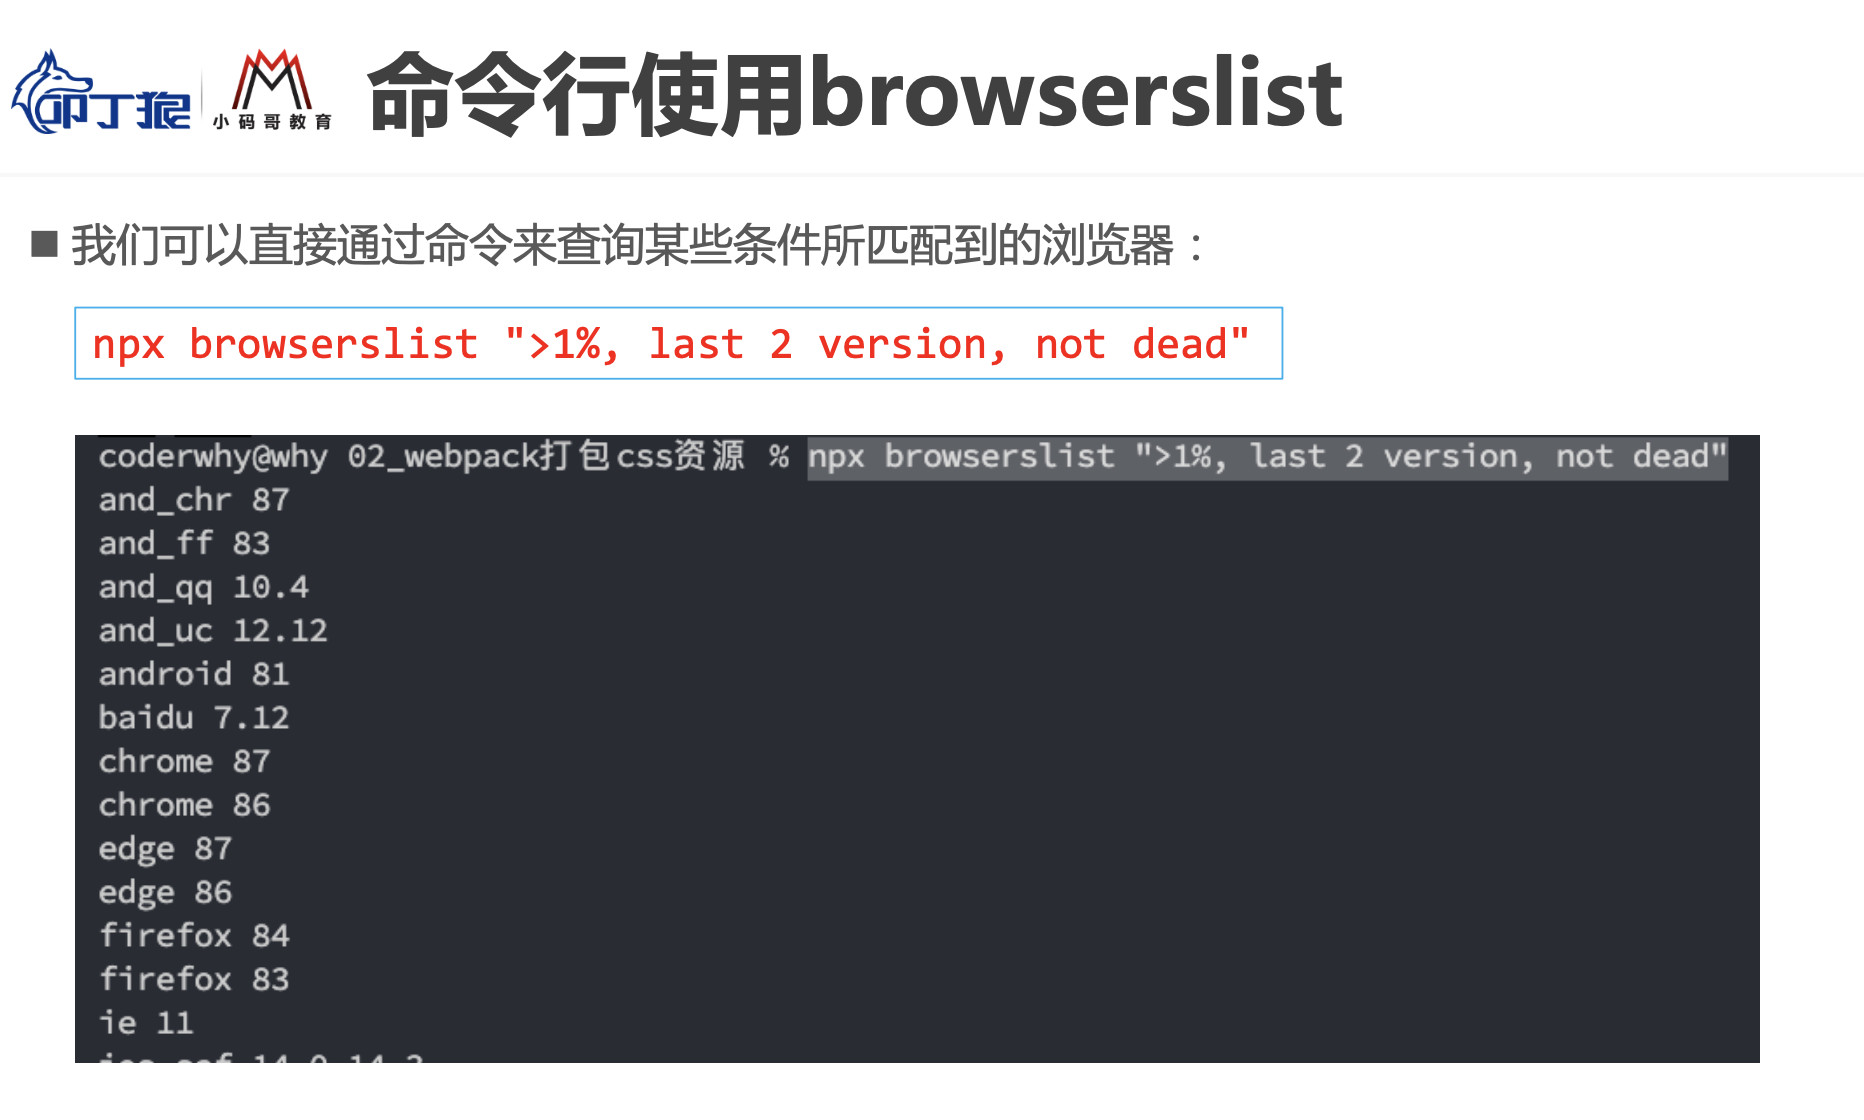 叩丁狼
小码哥教育
命令行使用browserslist
我们可以直接通过命令来查询某些条件所匹配到的浏览器：
npx browserslist ">1%, last 2 version, not dead"
coderwhy@why 02_webpack打包css资源 % npx browserslist ">1%, last 2 version, not dead"
and_chr 87
and_ff 83
and_qq 10.4
and_uc 12.12
android 81
baidu 7.12
chrome 87
chrome 86
edge 87
edge 86
firefox 84
firefox 83
ie 11